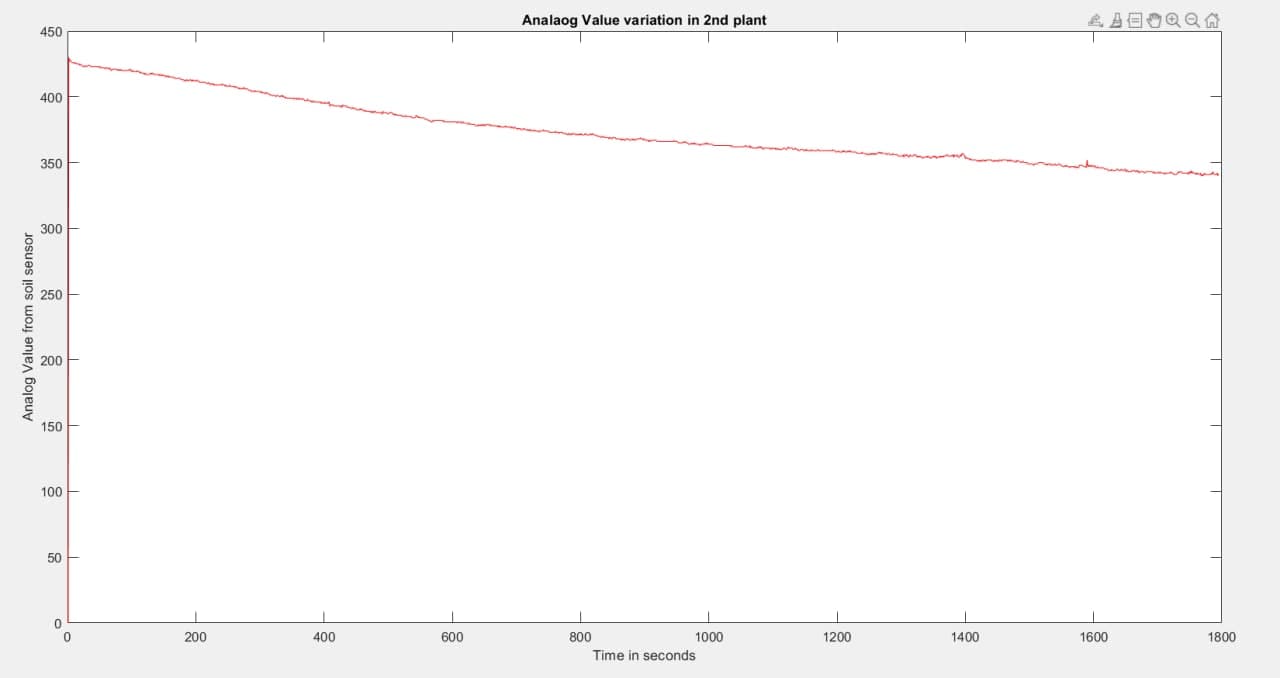 Analaog Value variation in 2nd plant
450
400
350
300
250
200
150
100
50
0
Analog Value from soil sensor
0 200 400 600 800 1000 1200 1400 1600 1800
Time in seconds